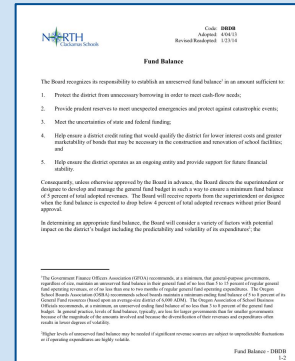 NORTH
Clackamas Schools
Code: DBDB
Adopted: 4/04/13
Revised/Readopted: 1/23/14
Fund Balance
The Board recognizes its responsibility to establish an unreserved fund balance¹ in an amount sufficient to:
1. Protect the district from unnecessary borrowing in order to meet cash-flow needs;
2. Provide prudent reserves to meet unexpected emergencies and protect against catastrophic events;
3. Meet the uncertainties of state and federal funding;
4. Help ensure a district credit rating that would qualify the district for lower interest costs and greater
marketability of bonds that may be necessary in the construction and renovation of school facilities;
and
5. Help ensure the district operates as an ongoing entity and provide support for future financial
stability.
Consequently, unless otherwise approved by the Board in advance, the Board directs the superintendent or
designee to develop and manage the general fund budget in such a way to ensure a minimum fund balance
of 5 percent of total adopted revenues. The Board will receive reports from the superintendent or designee
when the fund balance is expected to drop below 4 percent of total adopted revenues without prior Board
approval.
In determining an appropriate fund balance, the Board will consider a variety of factors with potential
impact on the district's budget including the predictability and volatility of its expenditures²; the
¹The Government Finance Officers Association (GFOA) recommends, at a minimum, that general-purpose governments,
regardless of size, maintain an unreserved fund balance in their general fund of no less than 5 to 15 percent of regular general
fund operating revenues, or of no less than one to two months of regular general fund operating expenditures. The Oregon
School Boards Association (OSBA) recommends school boards maintain a minimum ending fund balance of 5 to 8 percent of its
General Fund resources (based upon an average-size district of 6,000 ADM). The Oregon Association of School Business
Officials recommends, at a minimum, an unreserved ending fund balance of no less than 3 to 8 percent of the general fund
budget. In general practice, levels of fund balance, typically, are less for larger governments than for smaller governments
because of the magnitude of the amounts involved and because the diversification of their revenues and expenditures often
results in lower degrees of volatility.
²Higher levels of unreserved fund balance may be needed if significant revenue sources are subject to unpredictable fluctuations
or if operating expenditures are highly volatile.
Fund Balance - DBDB
1-2